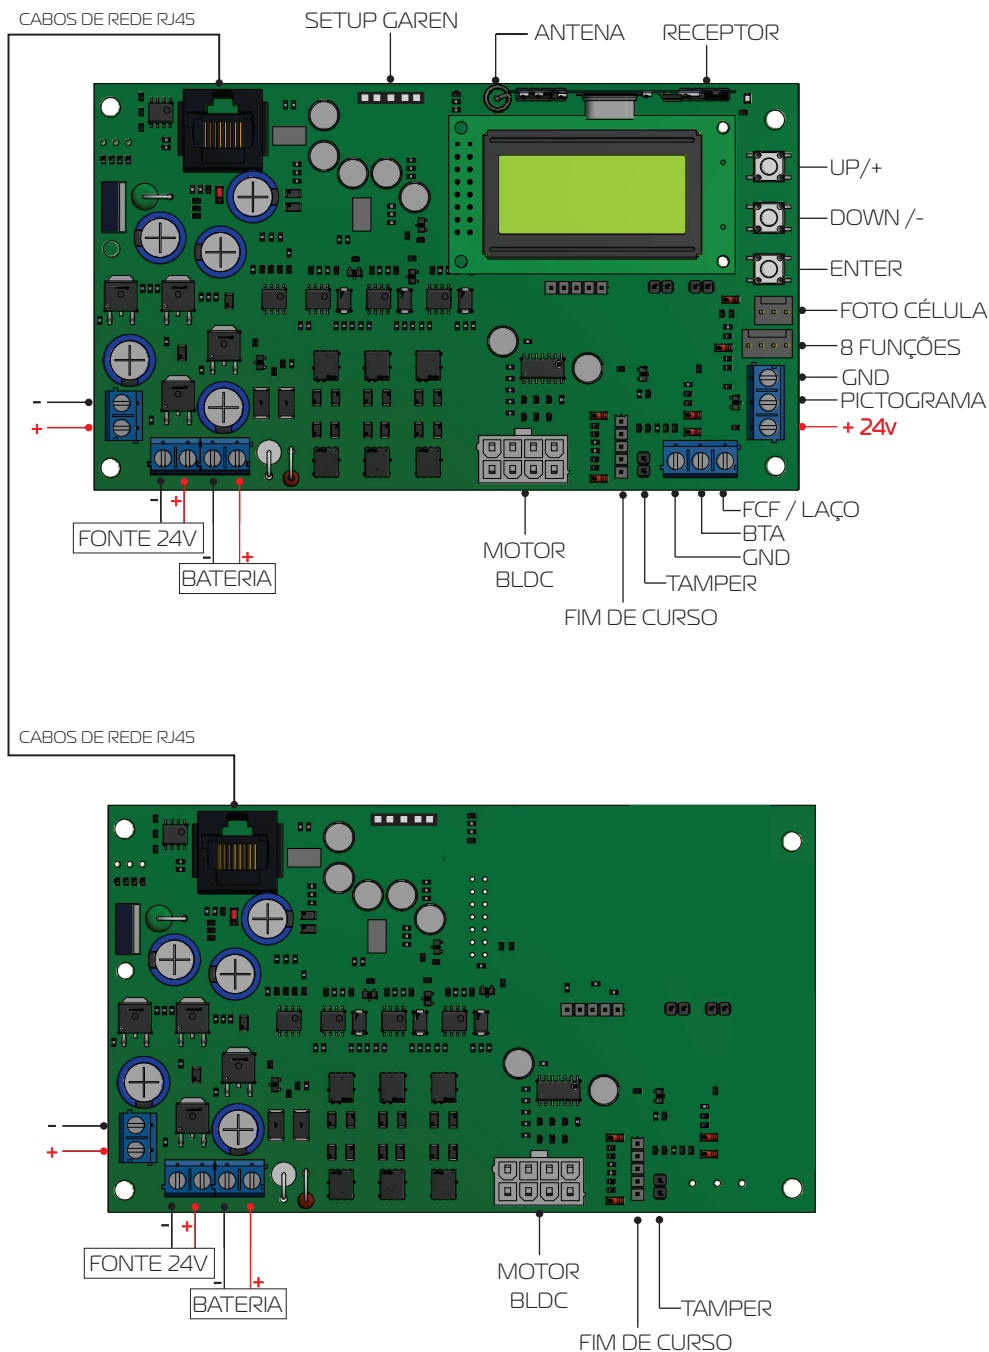 CABOS DE REDE RJ45
SETUP GAREN
ANTENA
RECEPTOR
UP/+
DOWN /-
ENTER
FOTO CÉLULA
8 FUNÇÕES
GND
PICTOGRAMA
+ 24v
-
+
- + - +
FONTE 24V
BATERIA
MOTOR
BLDC
FCF / LAÇO
BTA
GND
TAMPER
FIM DE CURSO
CABOS DE REDE RJ45
-
+
- + - +
FONTE 24V
BATERIA
MOTOR
BLDC
TAMPER
FIM DE CURSO